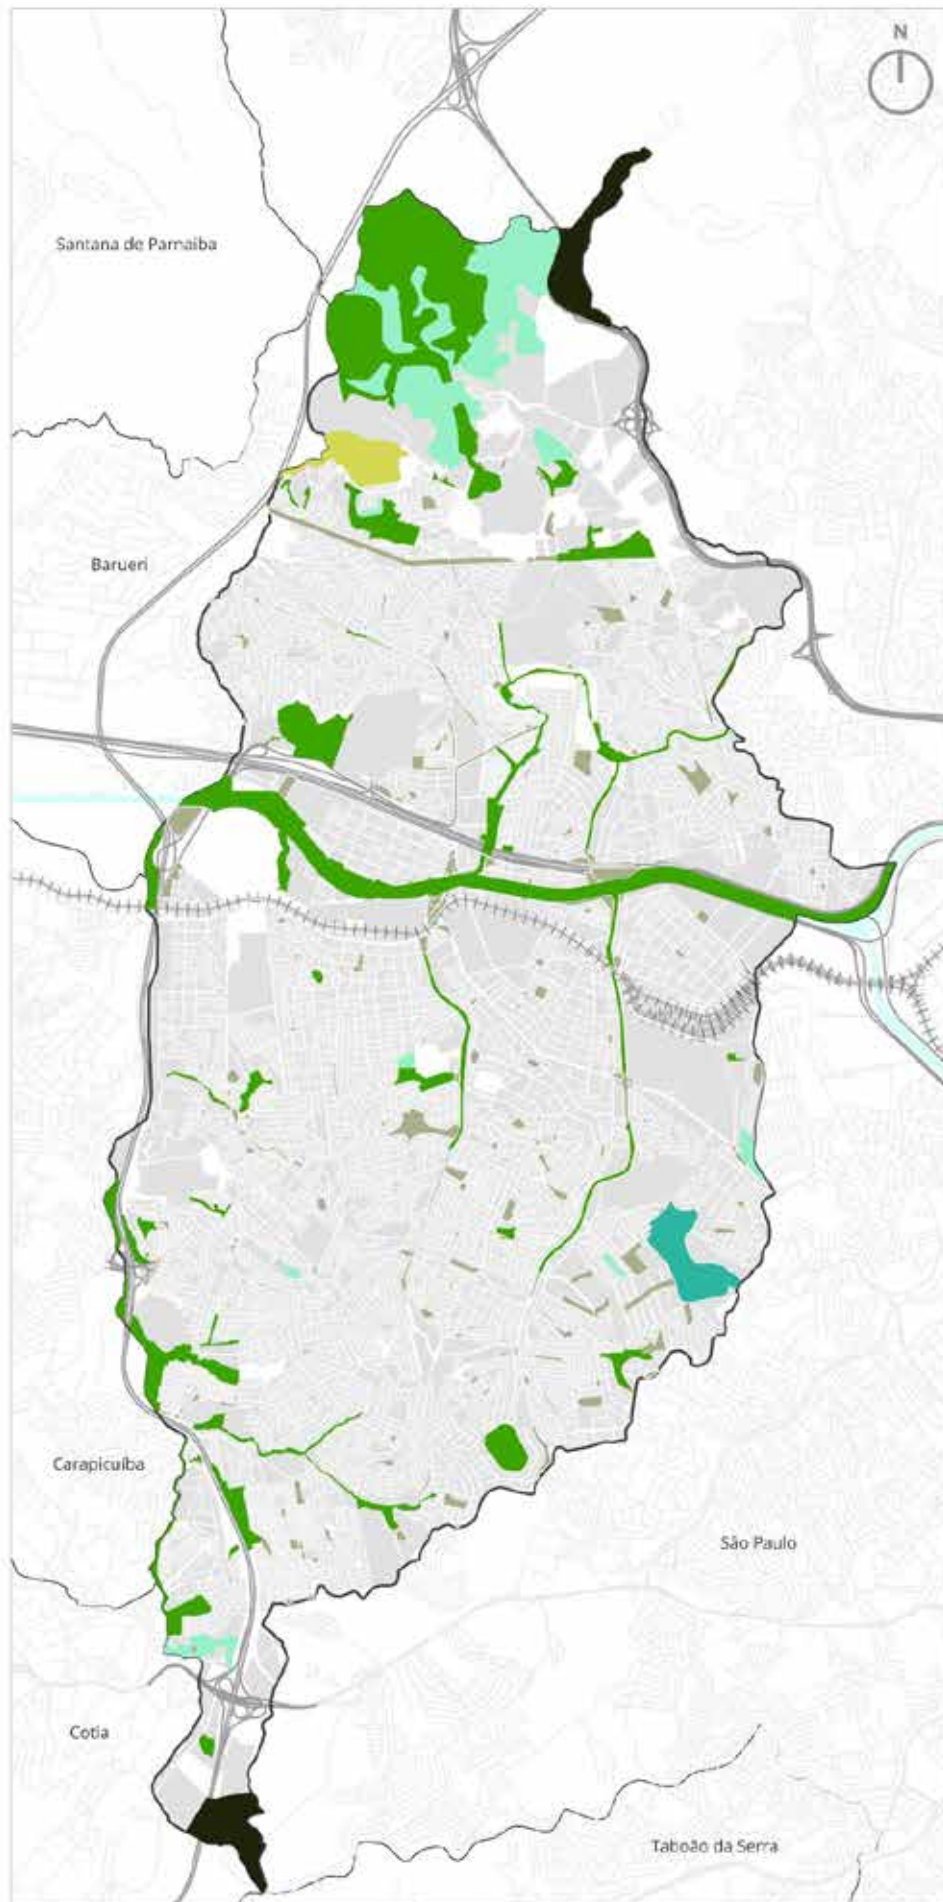 N
Santana de Parnaíba
Barueri
Carapicuíba
São Paulo
Cotia
Taboão da Serra